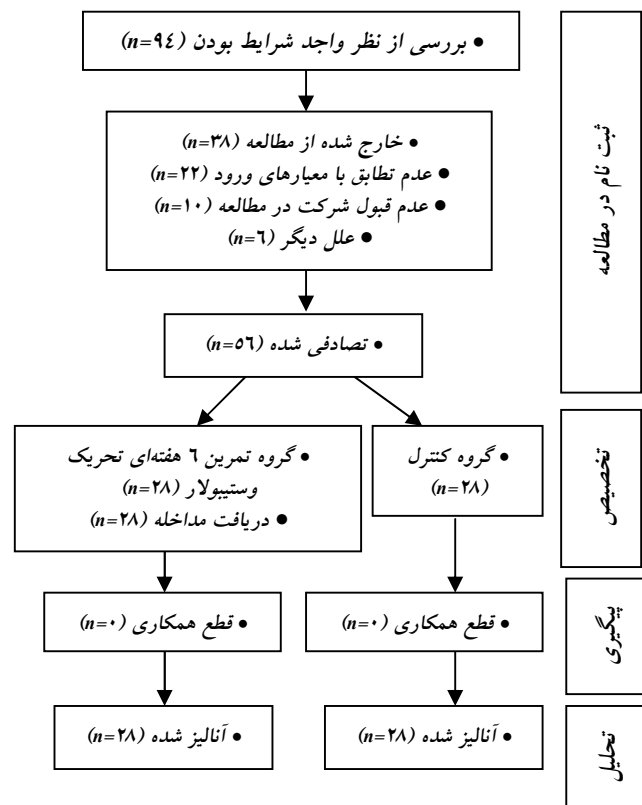 ● بررسی از نظر واجد شرایط بودن (n=۹٤)
● خارج شده از مطالعه (n=۳۸)
● عدم تطابق با معیارهای ورود (n=۲۲)
● عدم قبول شرکت در مطالعه (n=۱۰)
● علل دیگر (n=٦)
ثبت نام در مطالعه
● تصادفی شده (n=٥٦)
● گروه کنترل
(n=۲۸)
● گروه تمرین ٦ هفته‌ای تحریک
وستیبولار (n=۲۸)
● دریافت مداخله (n=۲۸)
تخصیص
● قطع همکاری (n=۰)
● قطع همکاری (n=۰)
پیگیری
● آنالیز شده (n=۲۸)
● آنالیز شده (n=۲۸)
تحلیل